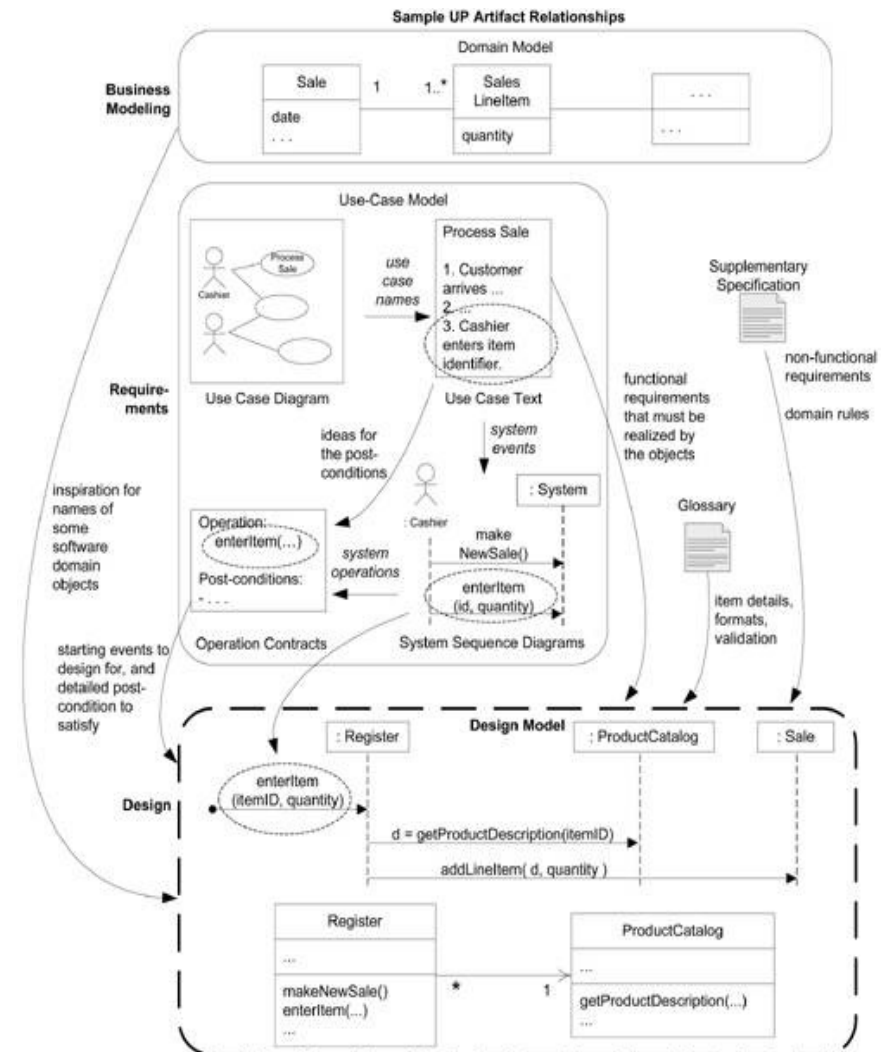 Sample UP Artifact Relationships
Domain Model
Business
Modeling
Sale
date
. . .
1
1..*
Sales
LineItem
quantity
. . .
. . .
Use-Case Model
Process
Sale
Cashier
Use Case Diagram
use
case
names
Process Sale
1. Customer
arrives ...
2. ...
3. Cashier
enters item
identifier.
Use Case Text
Require-
ments
Supplementary
Specification
non-functional
requirements
domain rules
functional
requirements
that must be
realized by
the objects
ideas for
the post-
conditions
system
events
inspiration for
names of
some
software
domain
objects
: Cashier
: System
make
NewSale()
enterItem
(id, quantity)
System Sequence Diagrams
Operation:
enterItem(…)
Post-conditions:
- . . .
Operation Contracts
system
operations
Glossary
item details,
formats,
validation
starting events to
design for, and
detailed post-
condition to
satisfy
Design Model
Design
: Register
: ProductCatalog
: Sale
enterItem
(itemID, quantity)
d = getProductDescription(itemID)
addLineItem( d, quantity )
Register
...
makeNewSale()
enterItem(...)
...
*
1
ProductCatalog
...
getProductDescription(...)
...